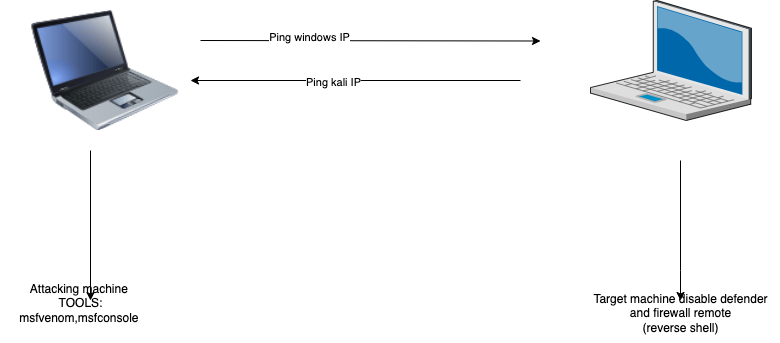 Ping windows IP
Ping kali IP
Attacking machine
TOOLS:
msfvenom,msfconsole
Target machine disable defender
and firewall remote
(reverse shell)